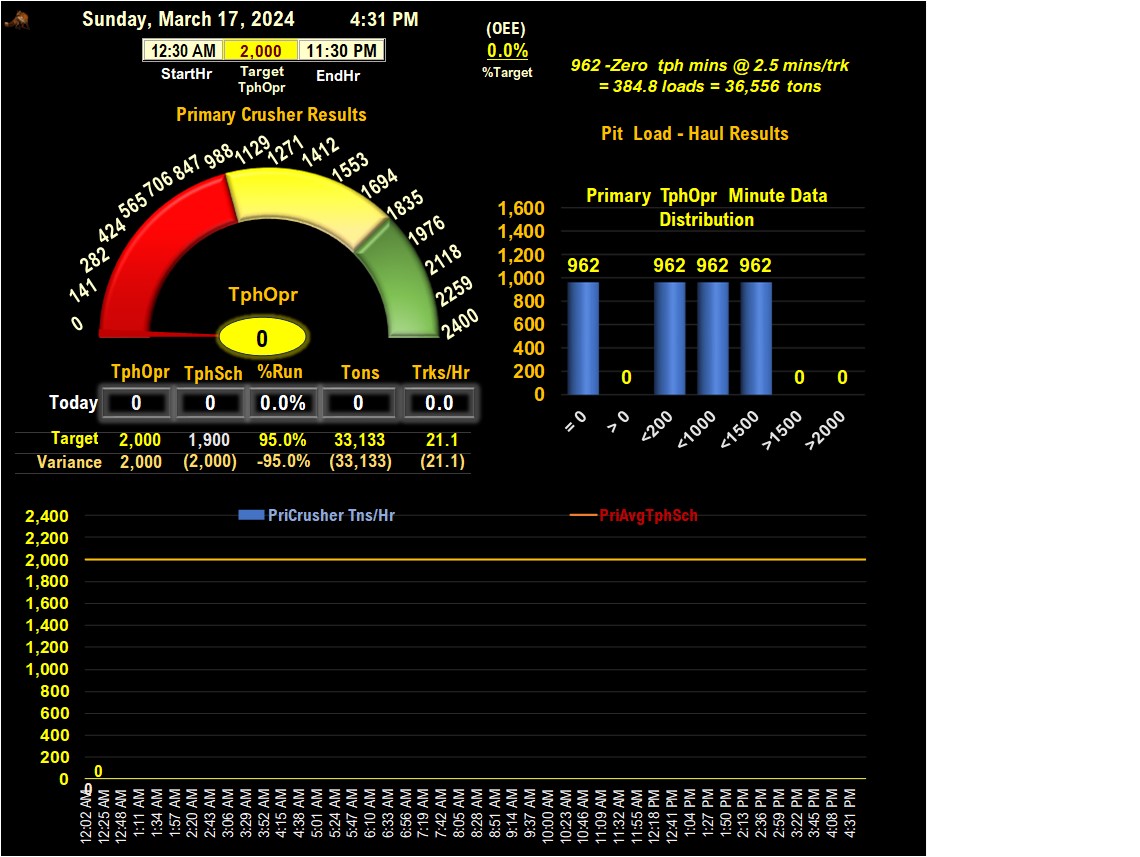 Sunday, March 17, 2024 4:31 PM
12:30 AM 2,000 11:30 PM
StartHr Target TphOpr EndHr
(OEE)
0.0%
%Target
962 -Zero tph mins @ 2.5 mins/trk
= 384.8 loads = 36,556 tons
Primary Crusher Results
Pit Load - Haul Results
0
141
282
424
565
706
847
988
1129
1271
1412
1553
1694
1835
1976
2118
2259
2400
TphOpr
0
Primary TphOpr Minute Data
Distribution
1,600
1,400
1,200
1,000
800
600
400
200
0
962 0 962 962 962 0 0
= 0 > 0 <200 <1000 <1500 >1500 >2000
TphOpr TphSch %Run Tons Trks/Hr
Today 0 0 0.0% 0 0.0
Target 2,000 1,900 95.0% 33,133 21.1
Variance 2,000 (2,000) -95.0% (33,133) (21.1)
PriCrusher Tns/Hr PriAvgTphSch
2,400
2,200
2,000
1,800
1,600
1,400
1,200
1,000
800
600
400
200
0
0
0
12:02 AM
12:25 AM
12:48 AM
1:11 AM
1:34 AM
1:57 AM
2:20 AM
2:43 AM
3:06 AM
3:29 AM
3:52 AM
4:15 AM
4:38 AM
5:01 AM
5:24 AM
5:47 AM
6:10 AM
6:33 AM
6:56 AM
7:19 AM
7:42 AM
8:05 AM
8:28 AM
8:51 AM
9:14 AM
9:37 AM
10:00 AM
10:23 AM
10:46 AM
11:09 AM
11:32 AM
11:55 AM
12:18 PM
12:41 PM
1:04 PM
1:27 PM
1:50 PM
2:13 PM
2:36 PM
2:59 PM
3:22 PM
3:45 PM
4:08 PM
4:31 PM